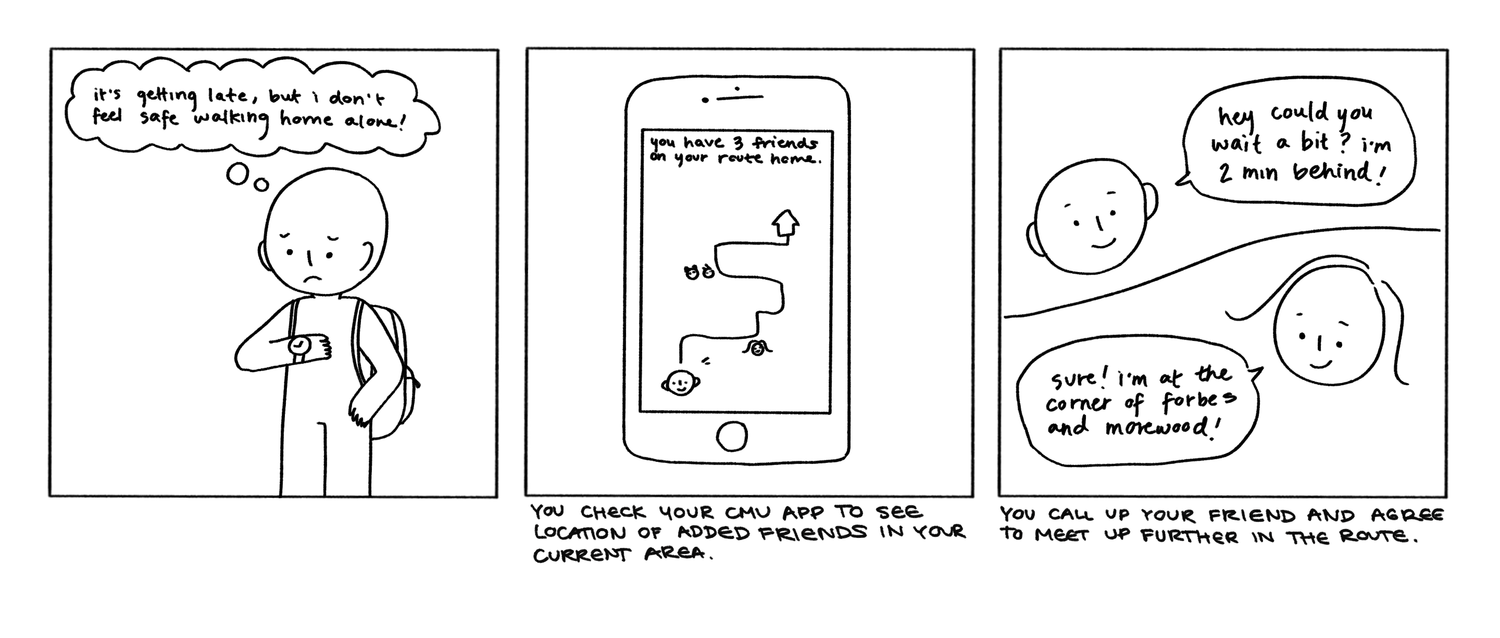 it's getting late, but i don't
feel safe walking home alone!
you have 3 friends
on your route home.
YOU CHECK YOUR CMU APP TO SEE
LOCATION OF ADDED FRIENDS IN YOUR
CURRENT AREA.
hey could you
wait a bit? i'm
2 min behind!
sure! i'm at the
corner of forbes
and morewood!
YOU CALL UP YOUR FRIEND AND AGREE
TO MEET UP FURTHER IN THE ROUTE.